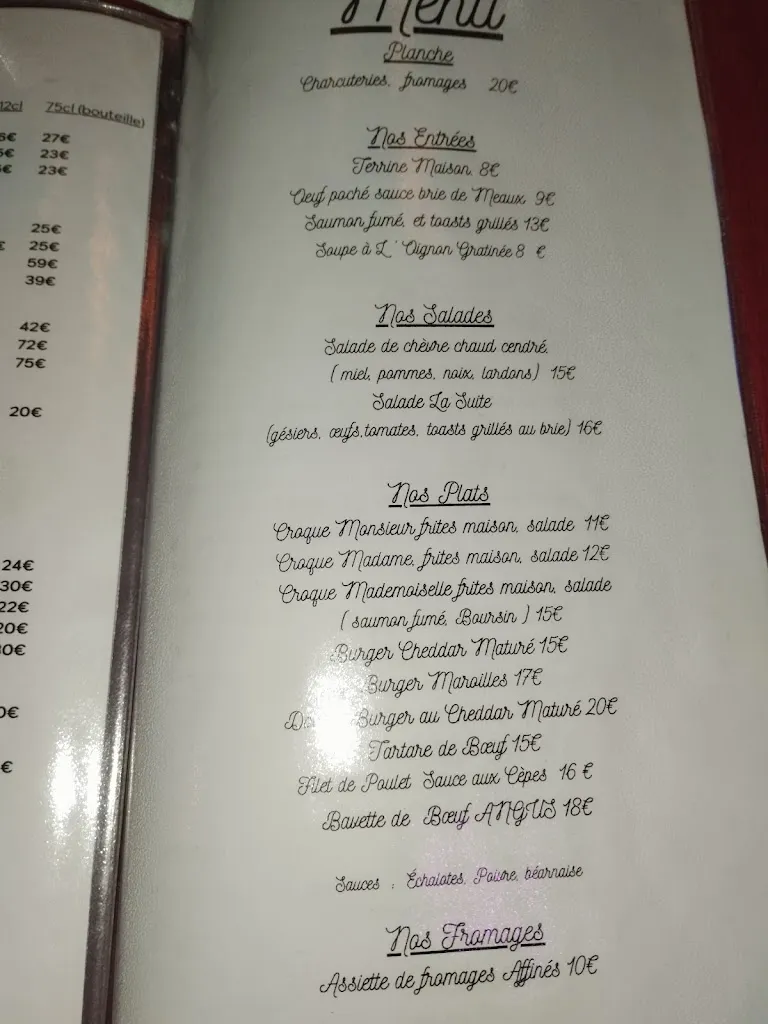 12cl 75cl (bouteille)
27€
23€
23€
25€
25€
59€
39€
42€
72€
75€
20€
24€
30€
22€
20€
0€
€
Menu
Planche
Charcuteries, fromages 20€
Nos Entrées
Terrine Maison, 8€
Oeuf poché sauce brie de Meaux, 9€
Saumon fumé, et toasts grillés 13€
Soupe à L' Oignon Gratinée 8 €
Nos Salades
Salade de chèvre chaud cendré,
( miel, pommes, noix, lardons) 15€
Salade La Suite
(gésiers, œufs,tomates, toasts grillés au brie) 16€
Nos Plats
Croque Monsieur frites maison, salade 11€
Croque Madame, frites maison, salade 12€
Croque Mademoiselle frites maison, salade
( saumon fumé, Boursin ) 15€
Burger Cheddar Maturé 15€
Burger Maroilles 17€
Burger au Cheddar Maturé 20€
Tartare de Bœuf 15€
Filet de Poulet Sauce aux Cèpes 16 €
Bavette de Bœuf ANGUS 18€
Sauces : Échalotes, Poivre, béarnaise
Nos Fromages
Assiette de fromages Affinés 10€